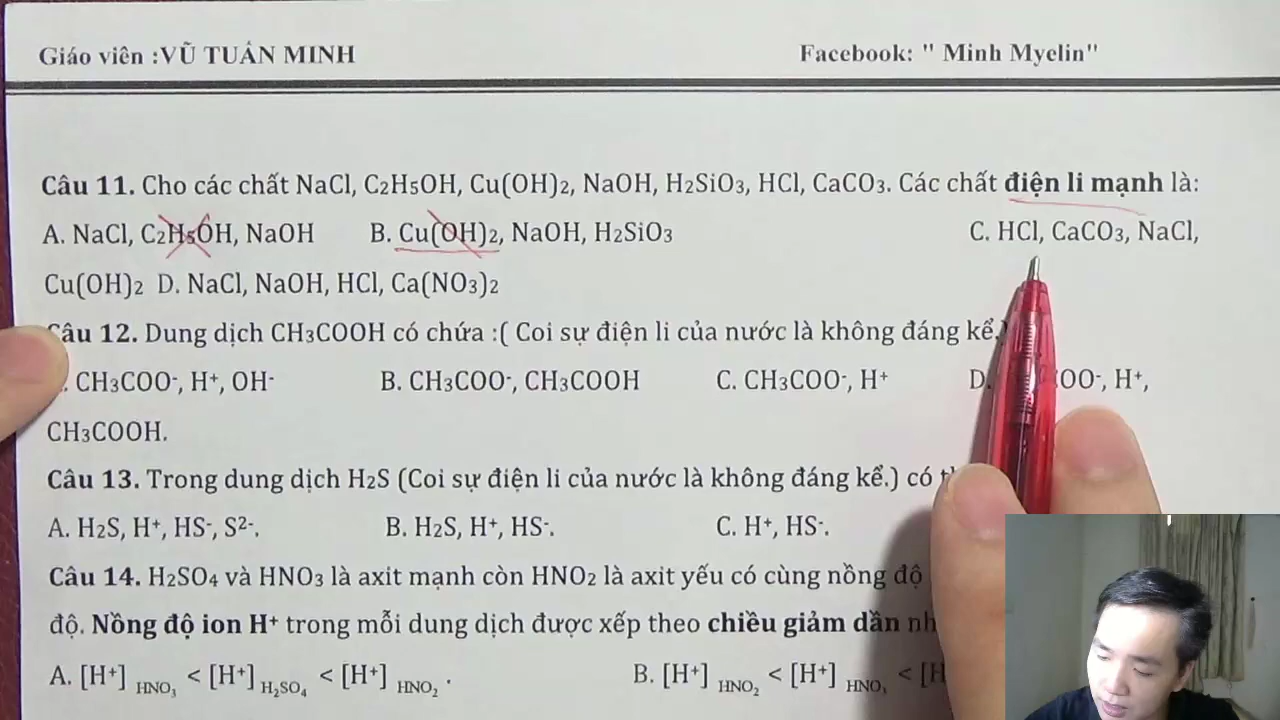 Giáo viên :VŨ TUẤN MINH Facebook: " Minh Myelin"
Câu 11. Cho các chất NaCl, C₂H₅OH, Cu(OH)₂, NaOH, H₂SiO₃, HCl, CaCO₃. Các chất điện li mạnh là:
A. NaCl, C₂H₅OH, NaOH B. Cu(OH)₂, NaOH, H₂SiO₃ C. HCl, CaCO₃, NaCl,
Cu(OH)₂ D. NaCl, NaOH, HCl, Ca(NO₃)₂
Câu 12. Dung dịch CH₃COOH có chứa :( Coi sự điện li của nước là không đáng kể.)
CH₃COO⁻, H⁺, OH⁻ B. CH₃COO⁻, CH₃COOH C. CH₃COO⁻, H⁺ D. H⁺,
CH₃COOH.
Câu 13. Trong dung dịch H₂S (Coi sự điện li của nước là không đáng kể.) có
A. H₂S, H⁺, HS⁻, S²⁻. B. H₂S, H⁺, HS⁻. C. H⁺, HS⁻.
Câu 14. H₂SO₄ và HNO₃ là axit mạnh còn HNO₂ là axit yếu có cùng nồng độ
độ. Nồng độ ion H⁺ trong mỗi dung dịch được xếp theo chiều giảm dần
A. [H⁺] HNO₃ < [H⁺] H₂SO₄ < [H⁺] HNO₂ . B. [H⁺] HNO₂ < [H⁺] HNO₃ < [H